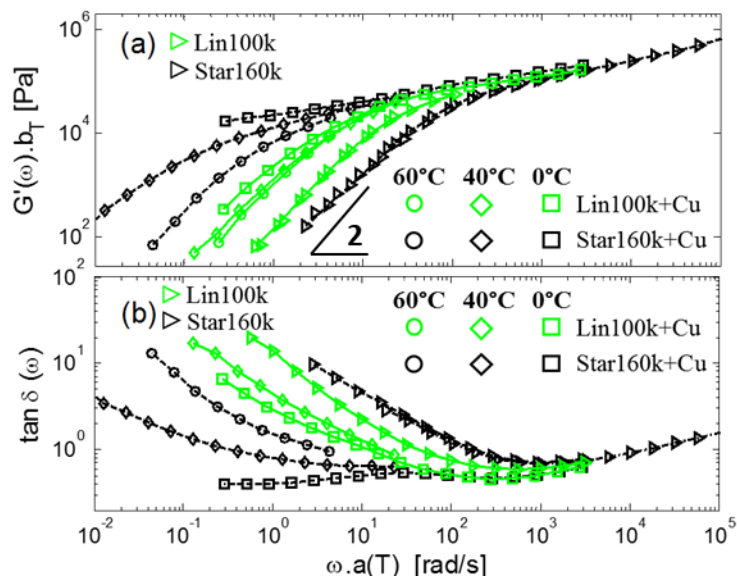 (a)
Lin100k
Star160k
10^6
10^4
10^2
G'(ω).b_T [Pa]
60°C 40°C 0°C
Lin100k+Cu
Star160k+Cu
2
(b)
Lin100k
Star160k
60°C 40°C 0°C
Lin100k+Cu
Star160k+Cu
10^2
10^1
10^0
tan δ (ω)
10^-2 10^-1 10^0 10^1 10^2 10^3 10^4 10^5
ω.a(T) [rad/s]